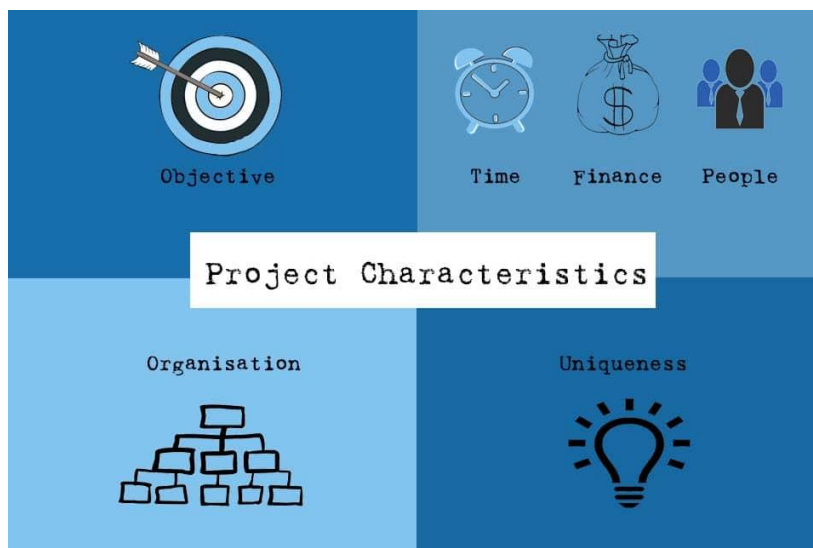 Objective
Time Finance People
Project Characteristics
Organisation
Uniqueness
$